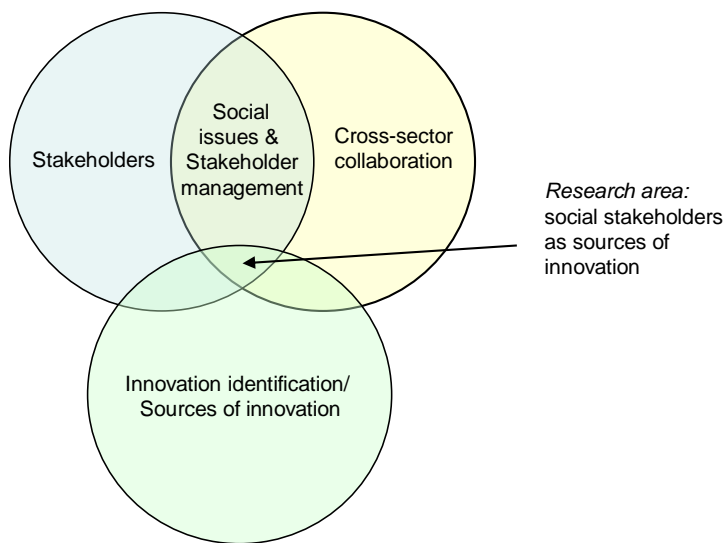 Stakeholders
Social
issues &
Stakeholder
management
Cross-sector
collaboration
Research area:
social stakeholders
as sources of
innovation
Innovation identification/
Sources of innovation